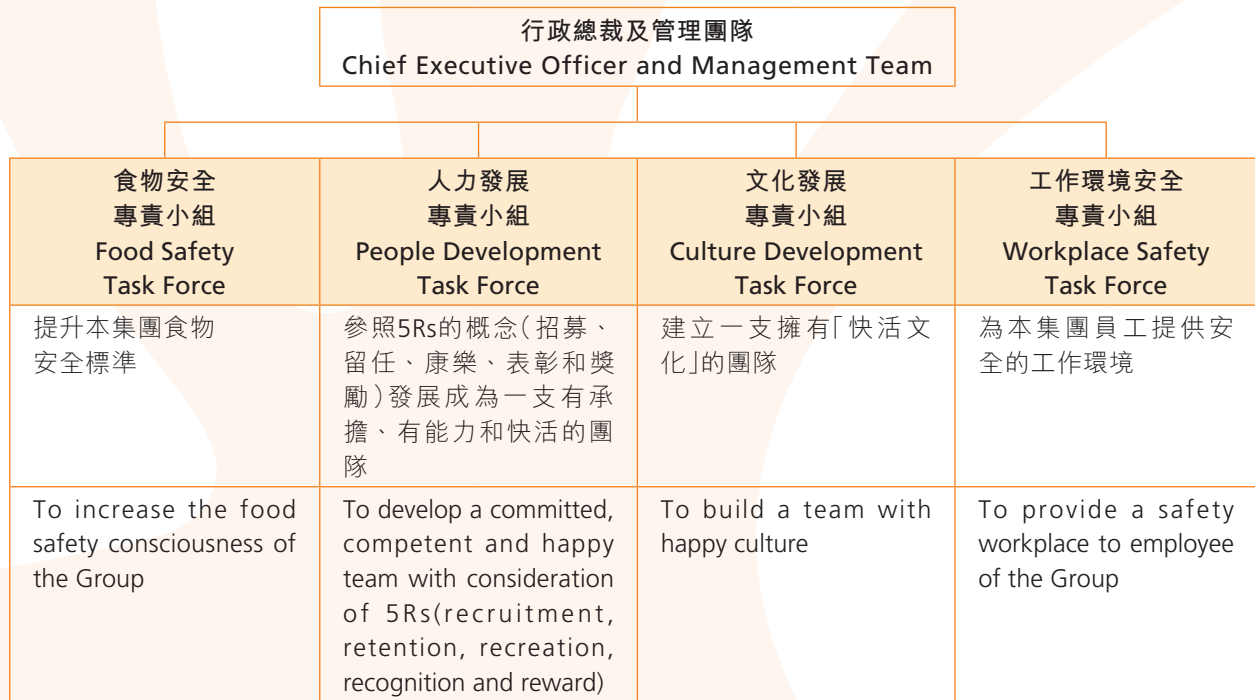 行政總裁及管理團隊
Chief Executive Officer and Management Team
食物安全
專責小組
Food Safety
Task Force
人力發展
專責小組
People Development
Task Force
文化發展
專責小組
Culture Development
Task Force
工作環境安全
專責小組
Workplace Safety
Task Force
提升本集團食物
安全標準
參照5Rs的概念(招募、
留任、康樂、表彰和獎
勵)發展成為一支有承
擔、有能力和快活的團
隊
建立一支擁有「快活文
化」的團隊
為本集團員工提供安
全的工作環境
To increase the food
safety consciousness of
the Group
To develop a committed,
competent and happy
team with consideration
of 5Rs(recruitment,
retention, recreation,
recognition and reward)
To build a team with
happy culture
To provide a safety
workplace to employee
of the Group